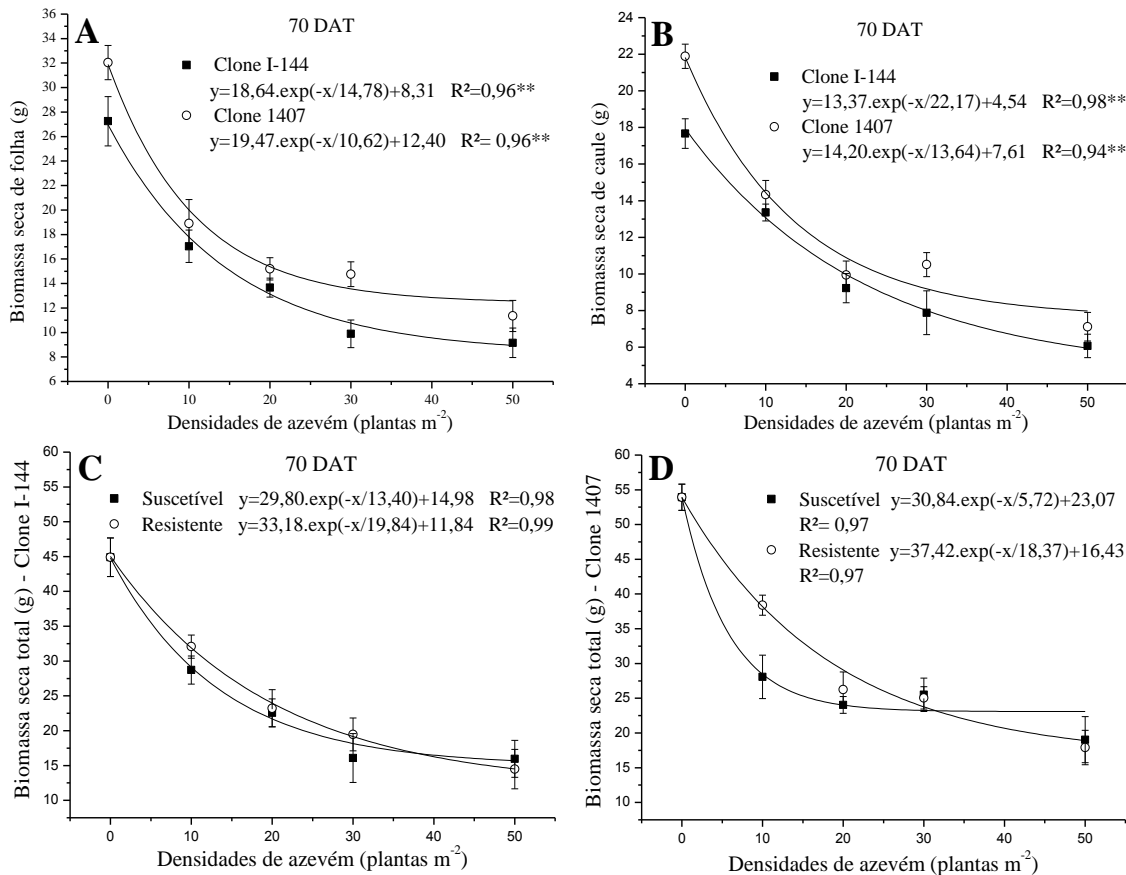 A
70 DAT
Clone I-144
y=18,64.exp(-x/14,78)+8,31 R²=0,96**
Clone 1407
y=19,47.exp(-x/10,62)+12,40 R²= 0,96**
Biomassa seca de folha (g)
36
34
32
30
28
26
24
22
20
18
16
14
12
10
8
6
0 10 20 30 40 50
Densidades de azevém (plantas m⁻²)
B
70 DAT
Clone I-144
y=13,37.exp(-x/22,17)+4,54 R²=0,98**
Clone 1407
y=14,20.exp(-x/13,64)+7,61 R²=0,94**
Biomassa seca de caule (g)
24
22
20
18
16
14
12
10
8
6
4
0 10 20 30 40 50
Densidades de azevém (plantas m⁻²)
C
70 DAT
Suscetível y=29,80.exp(-x/13,40)+14,98 R²=0,98
Resistente y=33,18.exp(-x/19,84)+11,84 R²=0,99
Biomassa seca total (g) - Clone I-144
60
55
50
45
40
35
30
25
20
15
10
0 10 20 30 40 50
Densidades de azevém (plantas m⁻²)
D
70 DAT
Suscetível y=30,84.exp(-x/5,72)+23,07
R²= 0,97
Resistente y=37,42.exp(-x/18,37)+16,43
R²=0,97
Biomassa seca total (g) - Clone 1407
60
55
50
45
40
35
30
25
20
15
10
0 10 20 30 40 50
Densidades de azevém (plantas m⁻²)